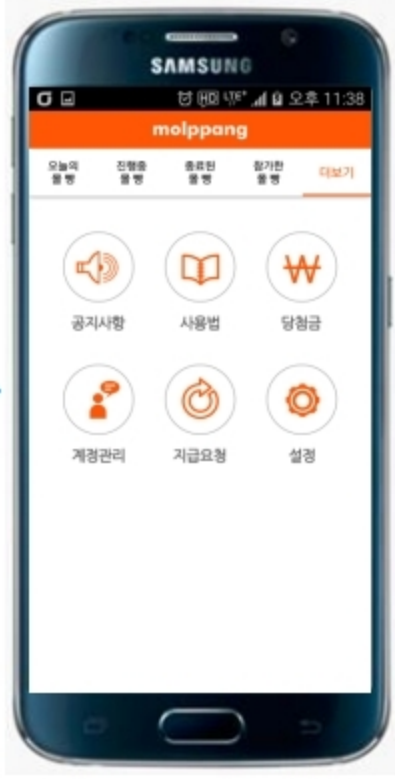 SAMSUNG
HD LTE+ 오후 11:38
molppang
오늘의 진행중 종료된 참가한 더보기
몰빵 몰빵 몰빵 몰빵
공지사항 사용법 당첨금
계정관리 지급요청 설정